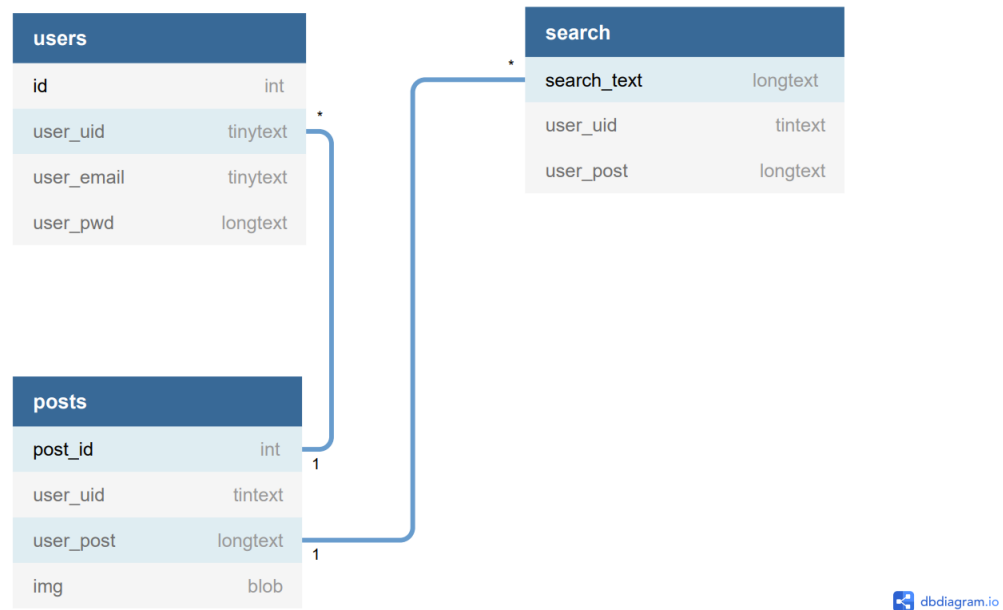 users
id int
user_uid tinytext
user_email tinytext
user_pwd longtext
search
search_text longtext
user_uid tintext
user_post longtext
*
*
posts
post_id int
user_uid tintext
user_post longtext
img blob
1
1
dbdiagram.io